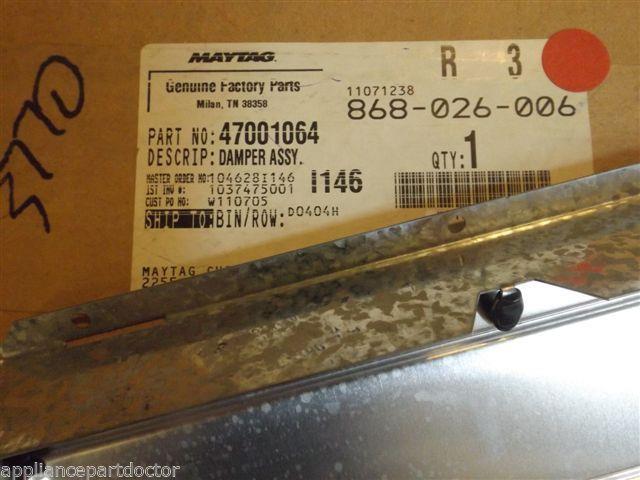 MAYTAG
R 3
Genuine Factory Parts
Milan, TN 38358
11071238
868-026-006
PART NO: 47001064
DESCRIP: DAMPER ASSY.
QTY: 1
MASTER ORDER NO: 104628I146
I146
1ST INV #: 1037475001
CUST PO NO: W110705
SHIP TO: BIN/ROW: D0404H
MAYTAG
2255
© appliancepartdoctor